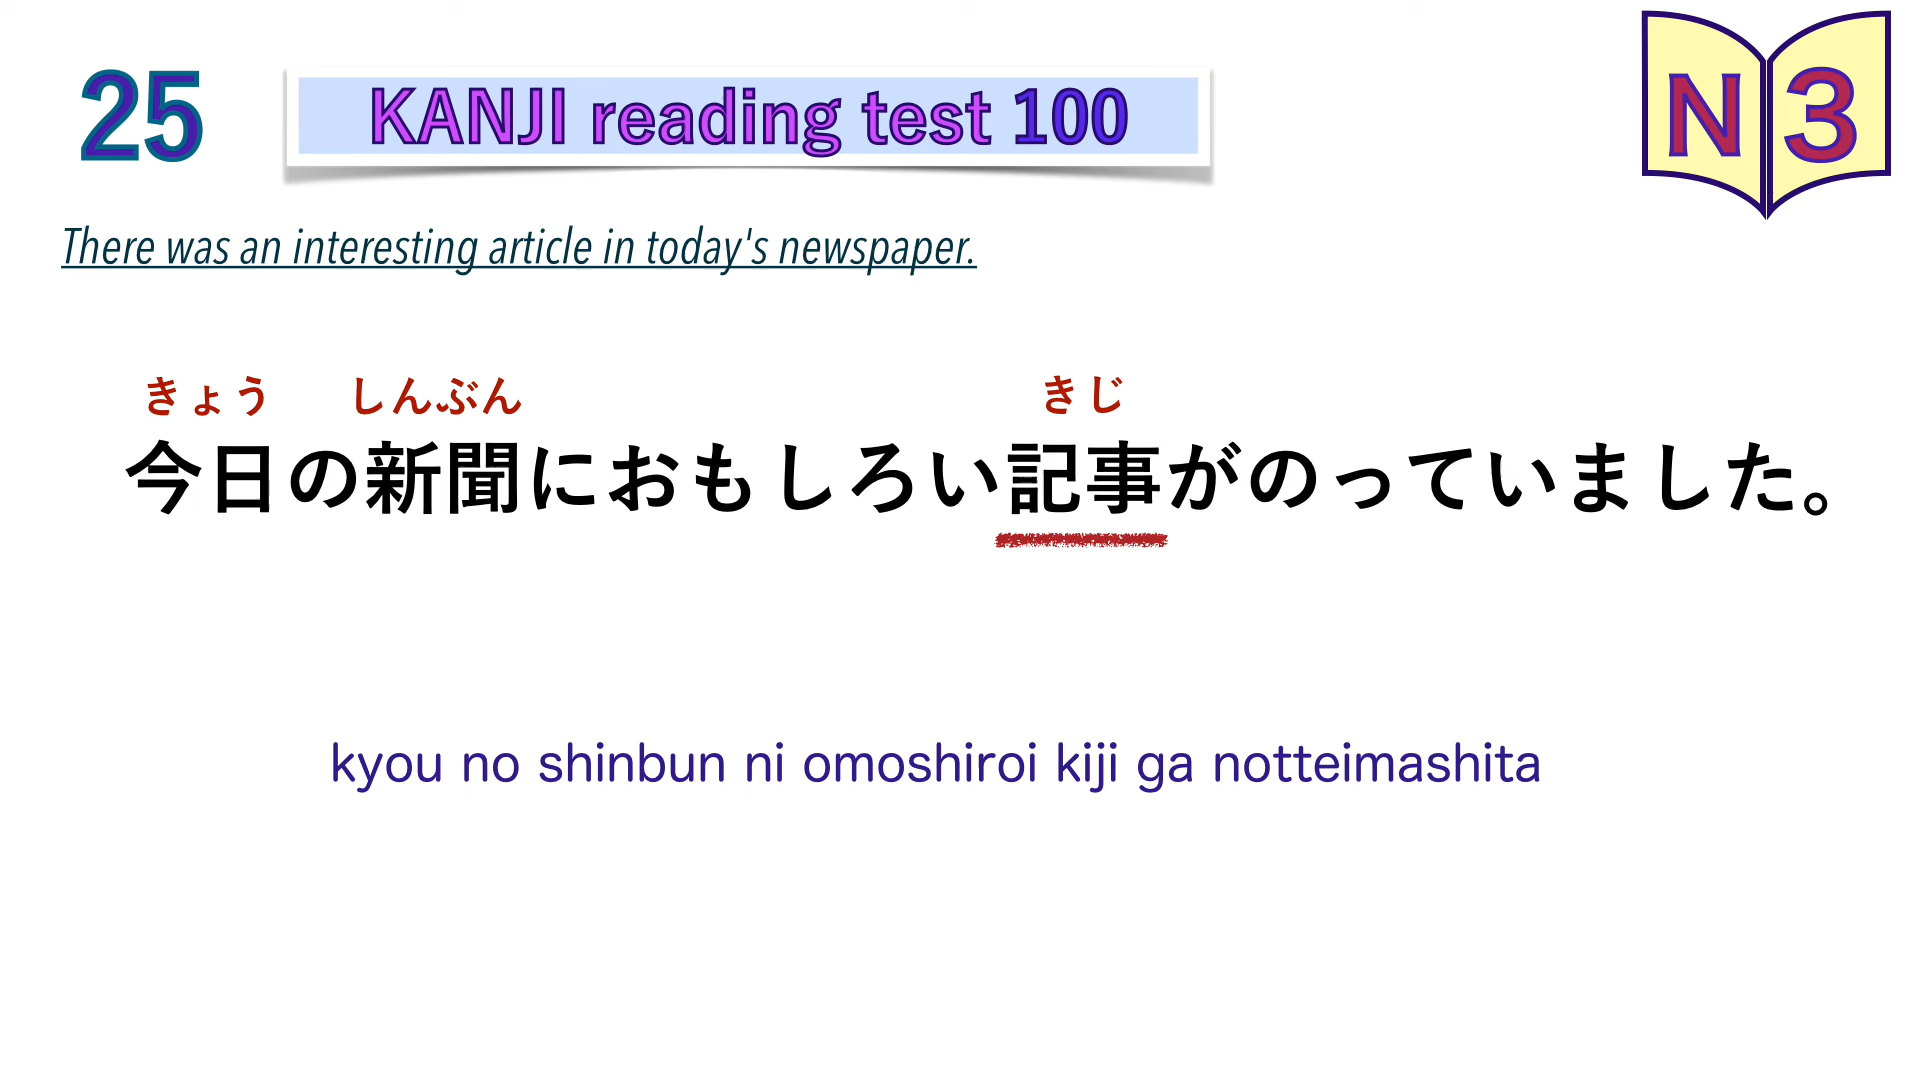 25
KANJI reading test 100
N3
There was an interesting article in today's newspaper.
きょう しんぶん きじ
今日の新聞におもしろい記事がのっていました。
kyou no shinbun ni omoshiroi kiji ga notteimashita